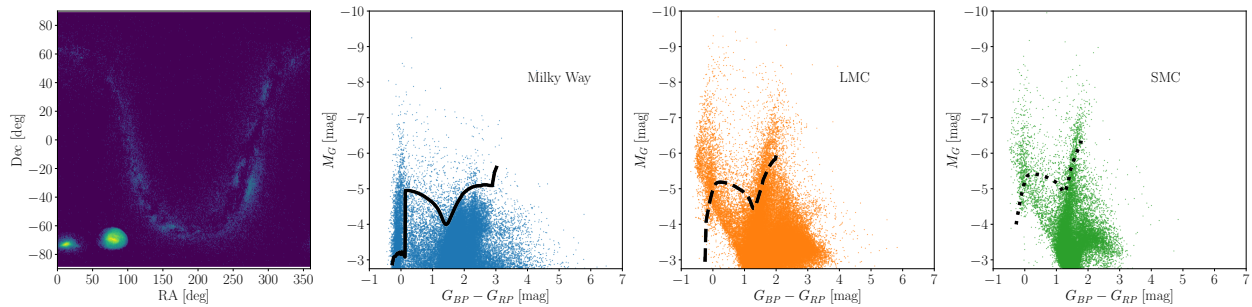 80
60
40
20
0
−20
−40
−60
−80
Dec [deg]
0 50 100 150 200 250 300 350
RA [deg]
−10
−9
−8
−7
−6
−5
−4
−3
M_G [mag]
Milky Way
−1 0 1 2 3 4 5 6 7
G_BP − G_RP [mag]
−10
−9
−8
−7
−6
−5
−4
−3
M_G [mag]
LMC
−1 0 1 2 3 4 5 6 7
G_BP − G_RP [mag]
−10
−9
−8
−7
−6
−5
−4
−3
M_G [mag]
SMC
−1 0 1 2 3 4 5 6 7
G_BP − G_RP [mag]